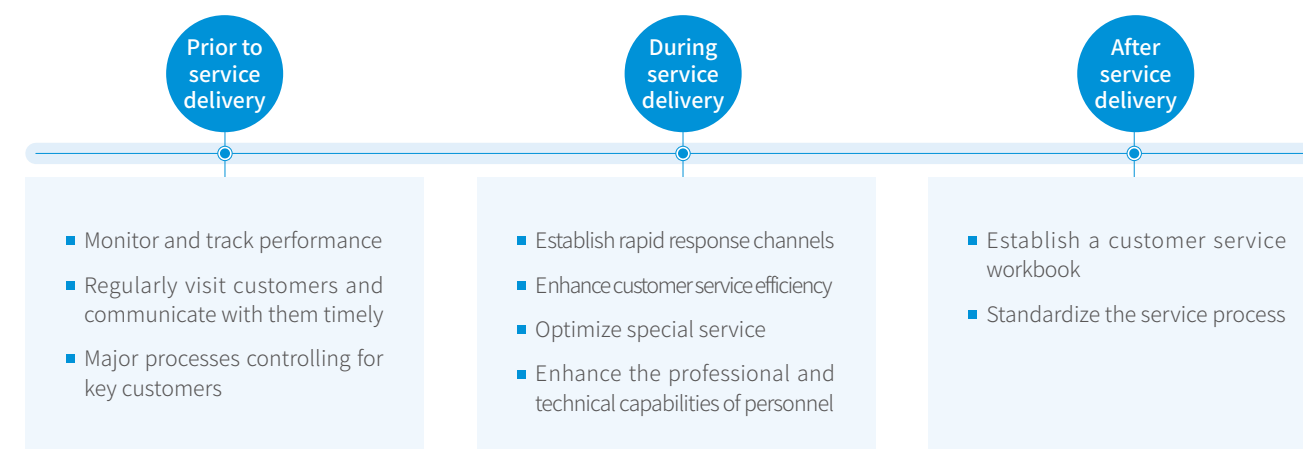 Prior to
service
delivery
Monitor and track performance
Regularly visit customers and
communicate with them timely
Major processes controlling for
key customers
During
service
delivery
Establish rapid response channels
Enhance customer service efficiency
Optimize special service
Enhance the professional and
technical capabilities of personnel
After
service
delivery
Establish a customer service
workbook
Standardize the service process